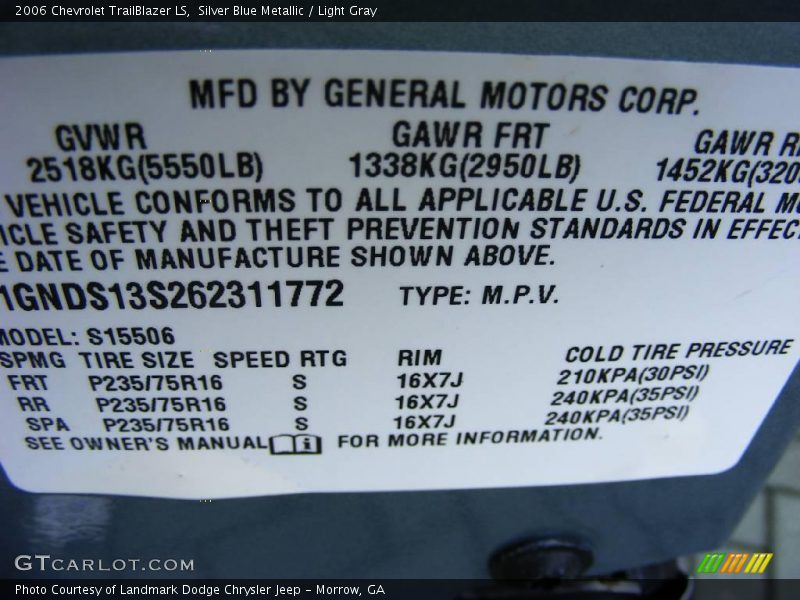 2006 Chevrolet TrailBlazer LS,  Silver Blue Metallic / Light Gray
MFD BY GENERAL MOTORS CORP.
GVWR GAWR FRT GAWR R
2518KG(5550LB) 1338KG(2950LB) 1452KG(320
VEHICLE CONFORMS TO ALL APPLICABLE U.S. FEDERAL M
ICLE SAFETY AND THEFT PREVENTION STANDARDS IN EFFEC
E DATE OF MANUFACTURE SHOWN ABOVE.
1GNDS13S262311772 TYPE: M.P.V.
MODEL: S15506
SPMG TIRE SIZE SPEED RTG RIM COLD TIRE PRESSURE
FRT P235/75R16 S 16X7J 210KPA(30PSI)
RR P235/75R16 S 16X7J 240KPA(35PSI)
SPA P235/75R16 S 16X7J 240KPA(35PSI)
SEE OWNER'S MANUAL FOR MORE INFORMATION.
GTCARLOT.COM
Photo Courtesy of Landmark Dodge Chrysler Jeep - Morrow, GA